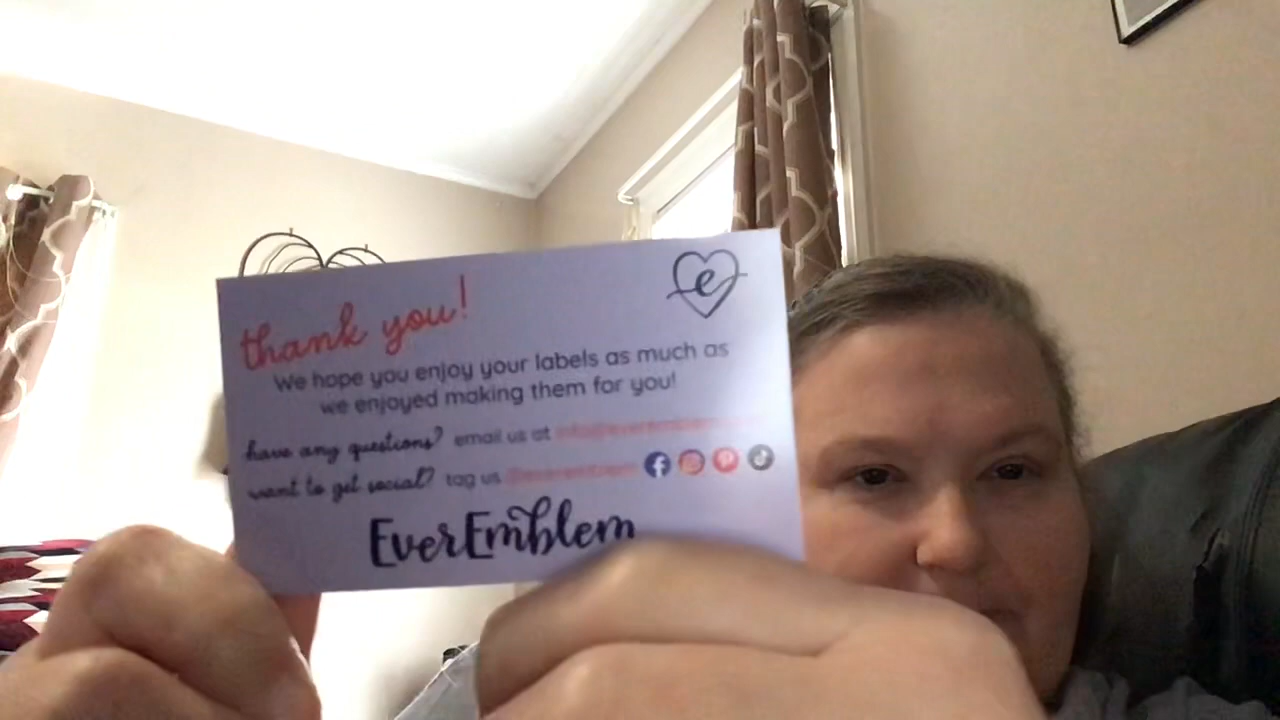 thank you!
e
We hope you enjoy your labels as much as
we enjoyed making them for you!
have any questions? email us at
want to get social? tag us
EverEmblem